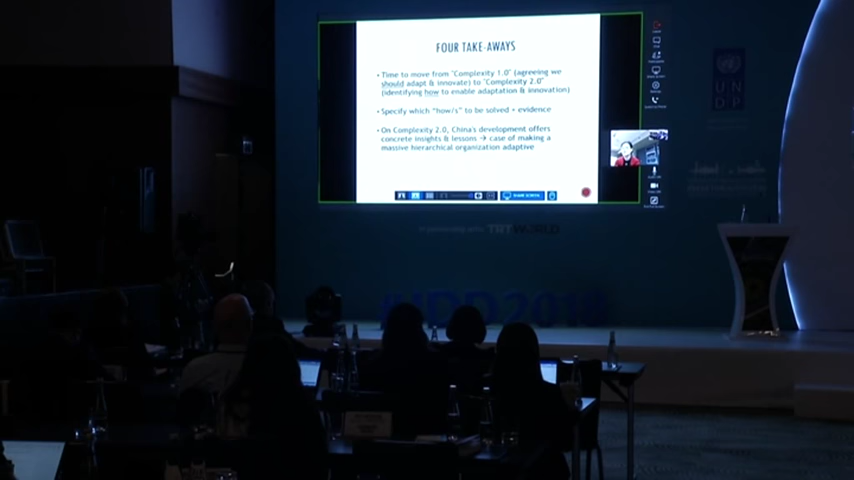 FOUR TAKE-AWAYS
• Time to move from "Complexity 1.0" (agreeing we
should adapt & innovate) to "Complexity 2.0"
(identifying how to enable adaptation & innovation)
• Specify which "how/s" to be solved + evidence
• On Complexity 2.0, China's development offers
concrete insights & lessons → case of making a
massive hierarchical organization adaptive
U N
D P
TRT WORLD